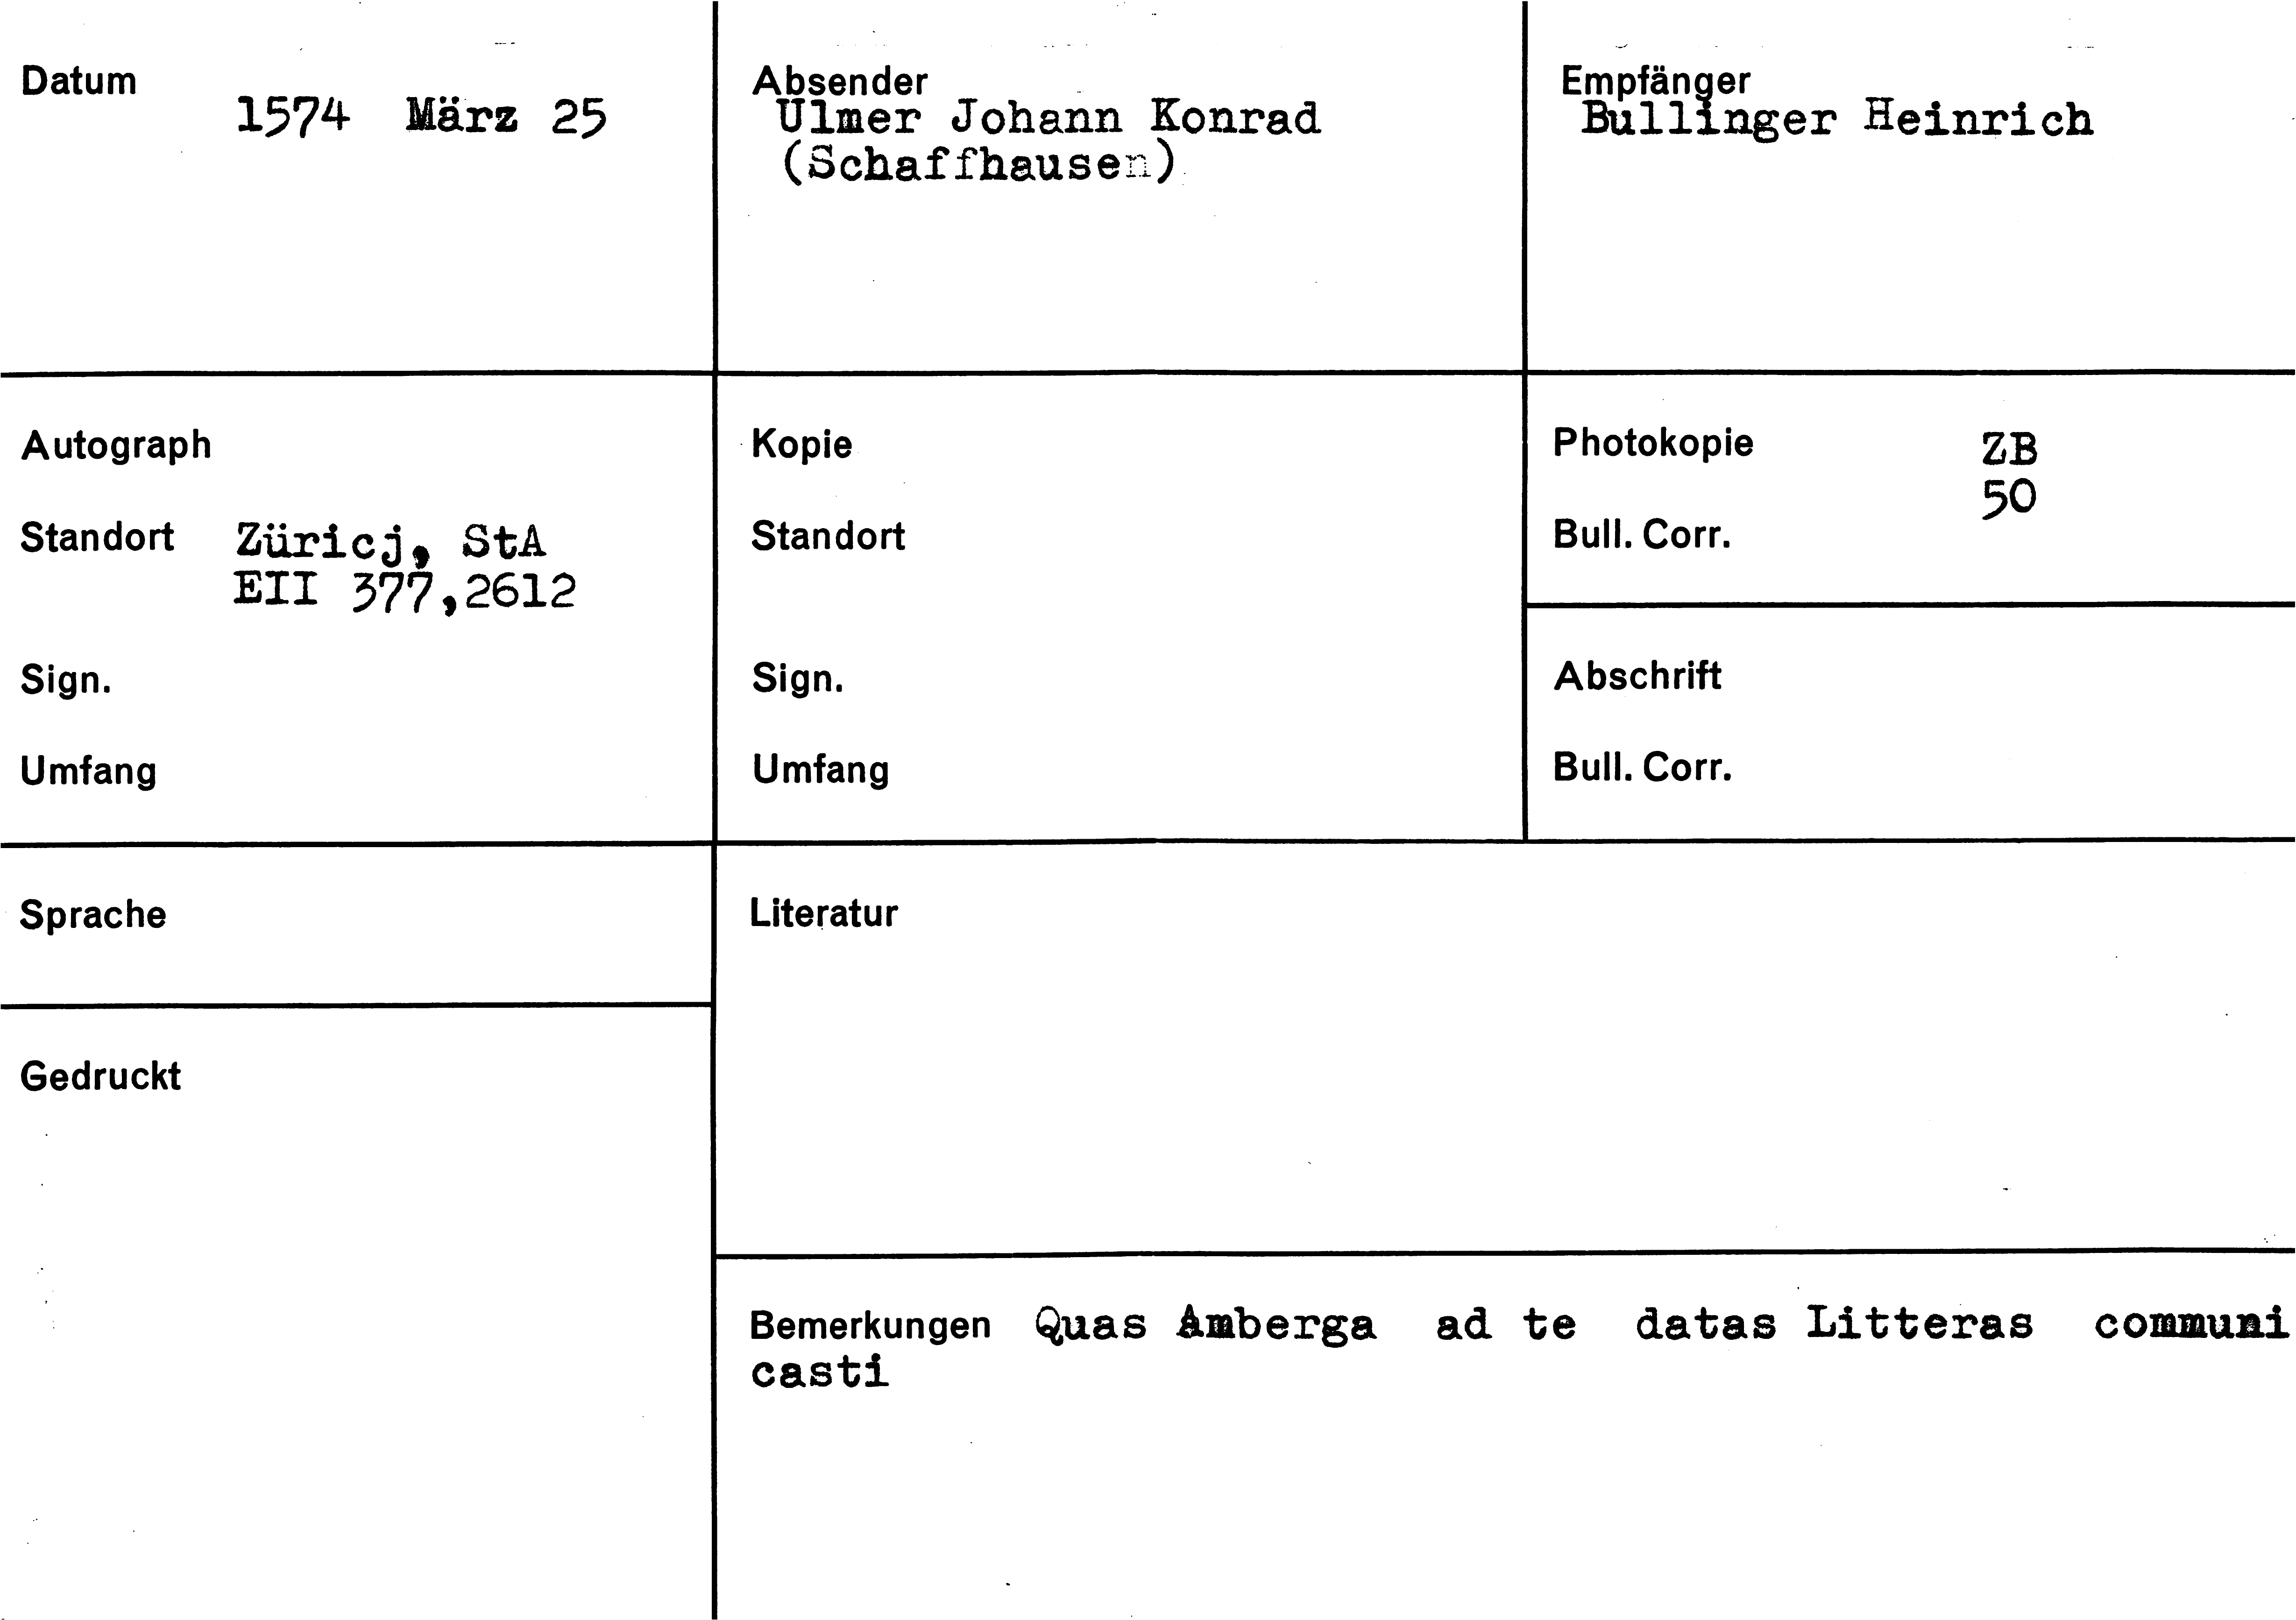 Datum
1574 März 25
Absender
Ulmer Johann Konrad
(Schaffhausen)
Empfänger
Bullinger Heinrich
Autograph
Standort Züricj, StA
EII 377,2612
Sign.
Umfang
Kopie
Standort
Sign.
Umfang
Photokopie ZB
50
Bull. Corr.
Abschrift
Bull. Corr.
Sprache
Gedruckt
Literatur
Bemerkungen Quas Amberga ad te datas Litteras communi
casti